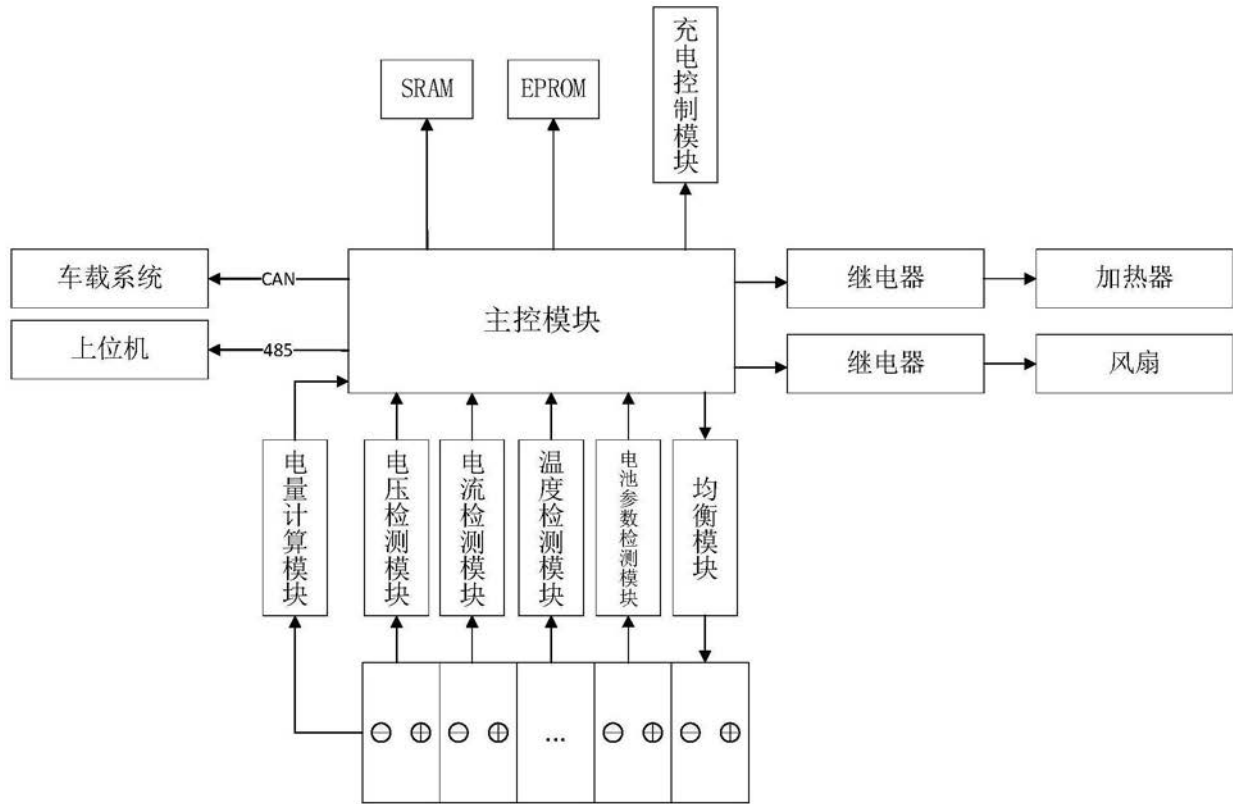 SRAM
EPROM
充电控制模块
车载系统
CAN
主控模块
继电器
加热器
上位机
485
继电器
风扇
电量计算模块
电压检测模块
电流检测模块
温度检测模块
电池参数检测模块
均衡模块
...